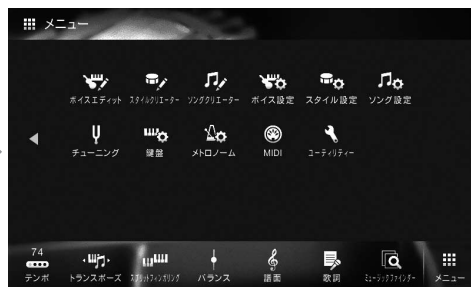 メニュー
ボイスエディット スタイルクリエーター ソングクリエーター ボイス設定 スタイル設定 ソング設定
チューニング 鍵盤 メトロノーム MIDI ユーティリティー
74
テンポ トランスポーズ スプリット/フィンガリング バランス 譜面 歌詞 ミュージックファインダー メニュー